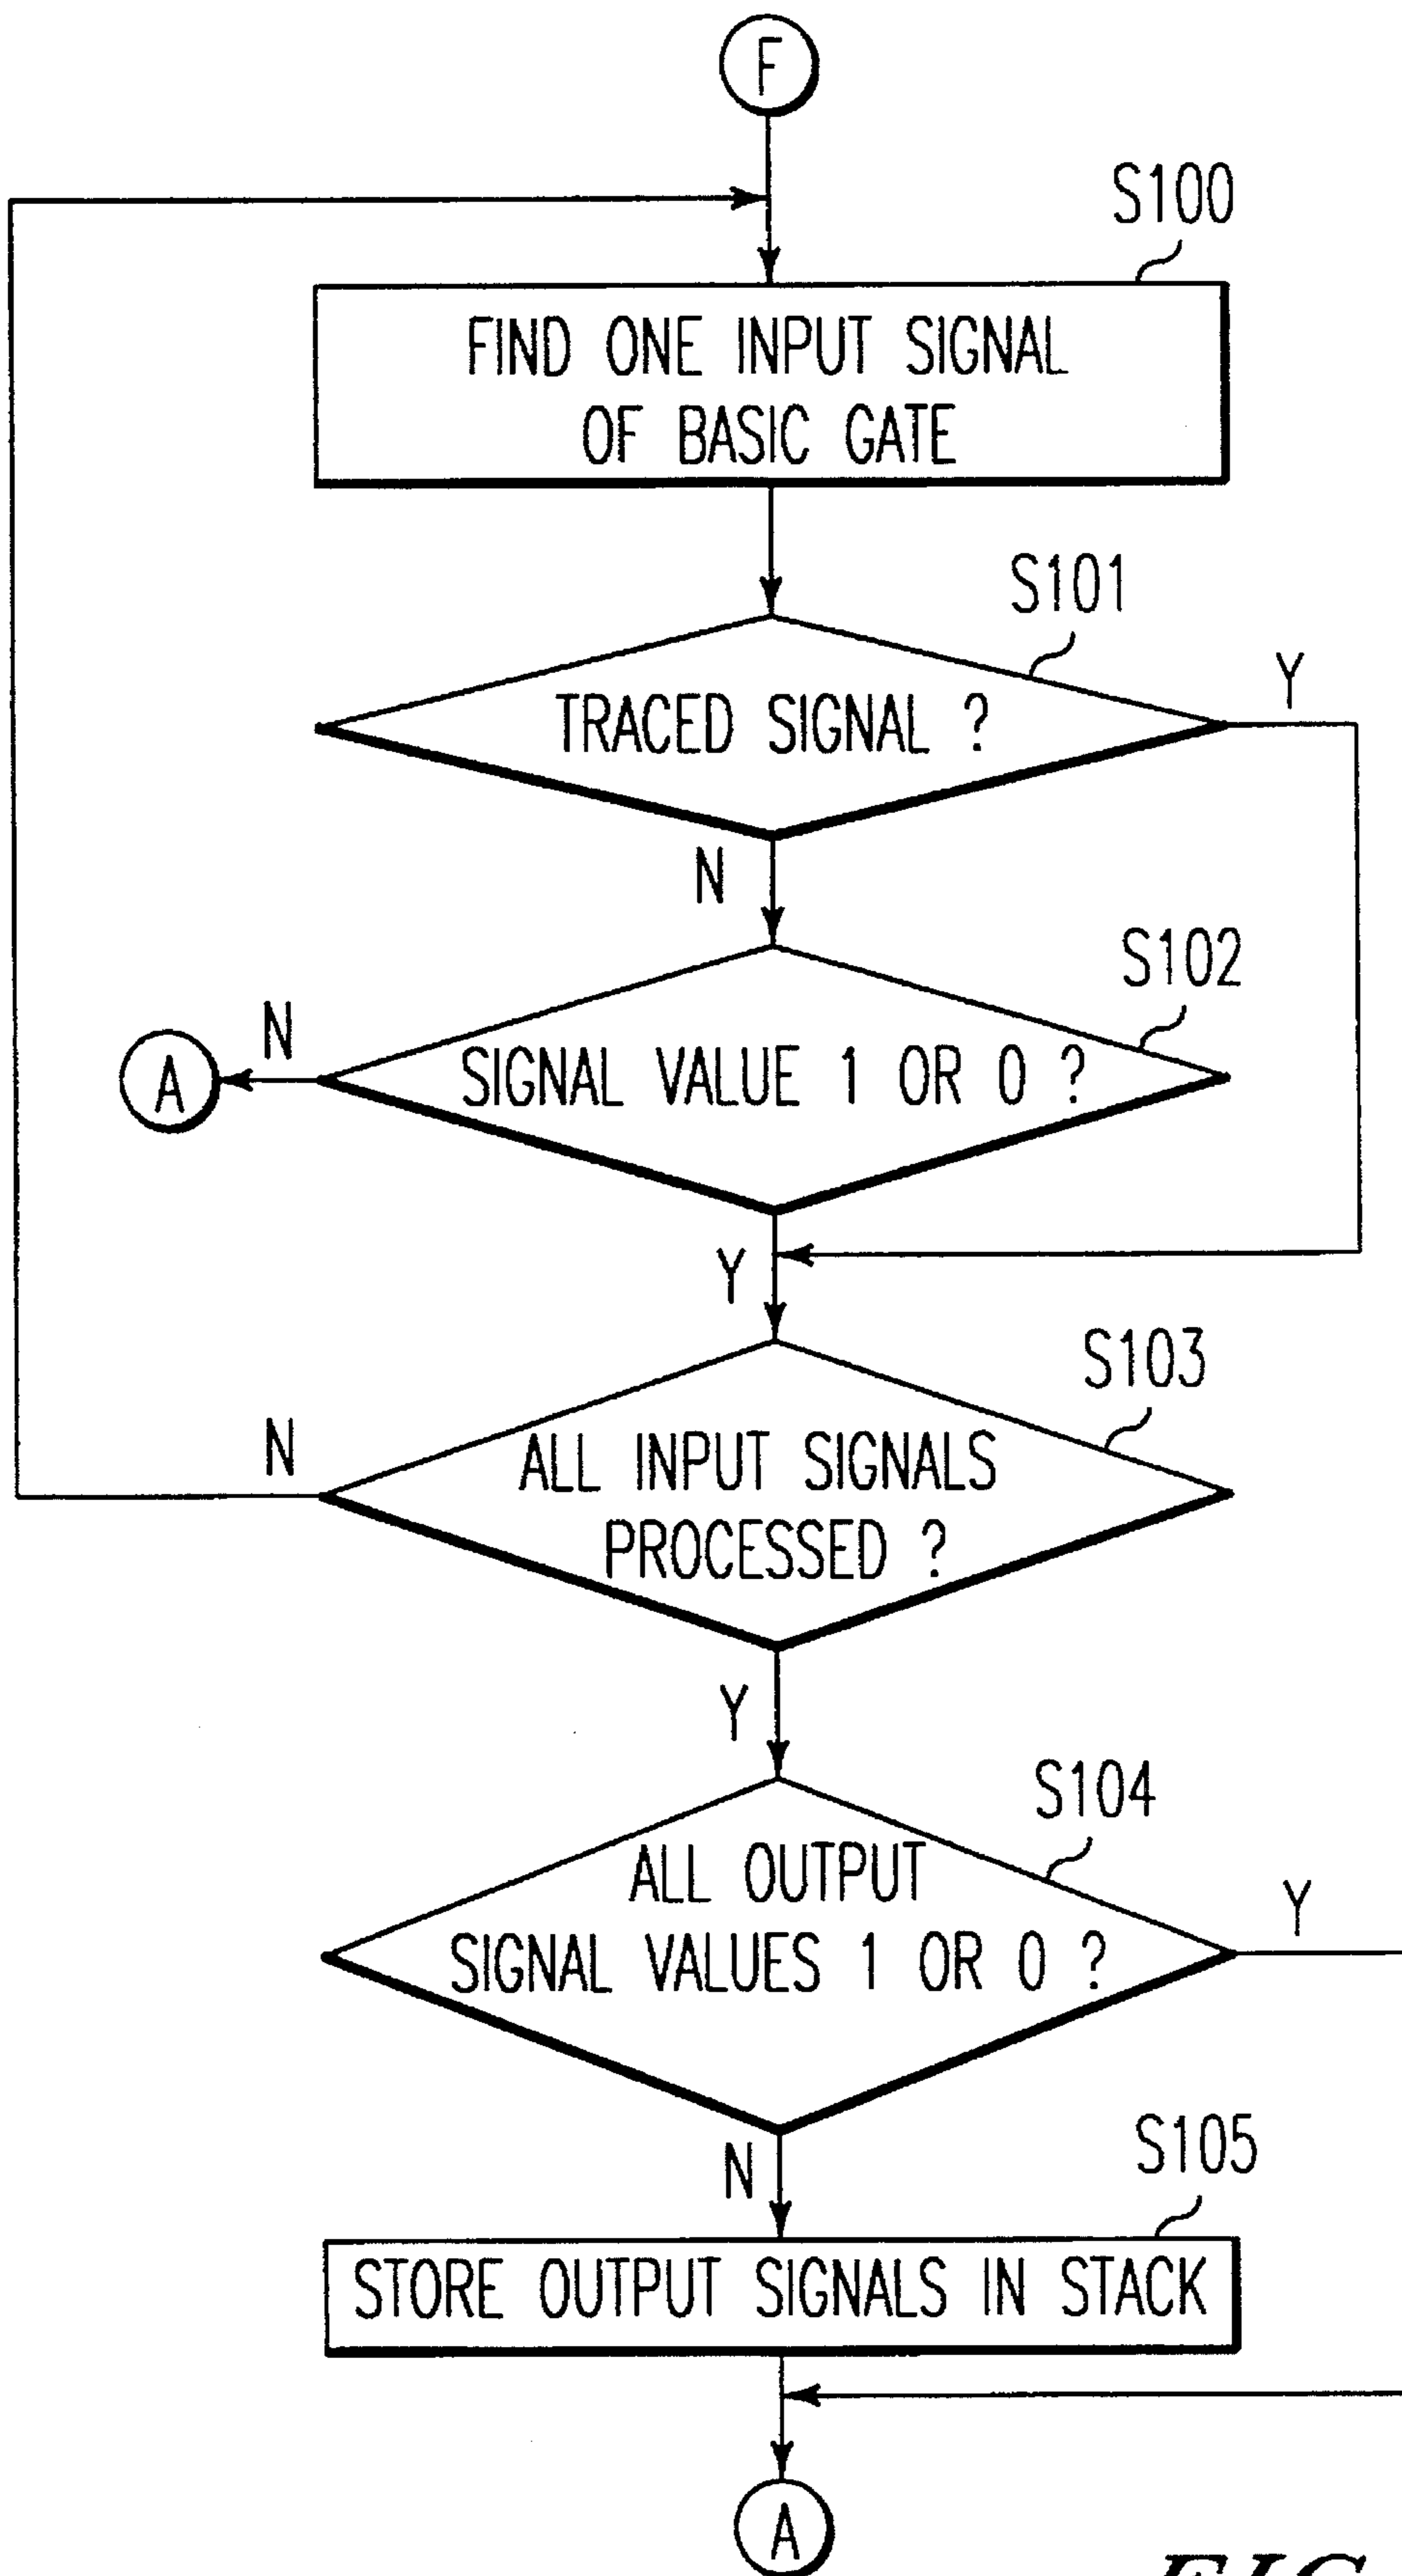 F
S100
FIND ONE INPUT SIGNAL
OF BASIC GATE
S101
TRACED SIGNAL ?
Y
N
S102
N
A
SIGNAL VALUE 1 OR 0 ?
Y
S103
N
ALL INPUT SIGNALS
PROCESSED ?
Y
S104
ALL OUTPUT
SIGNAL VALUES 1 OR 0 ?
Y
N
S105
STORE OUTPUT SIGNALS IN STACK
A